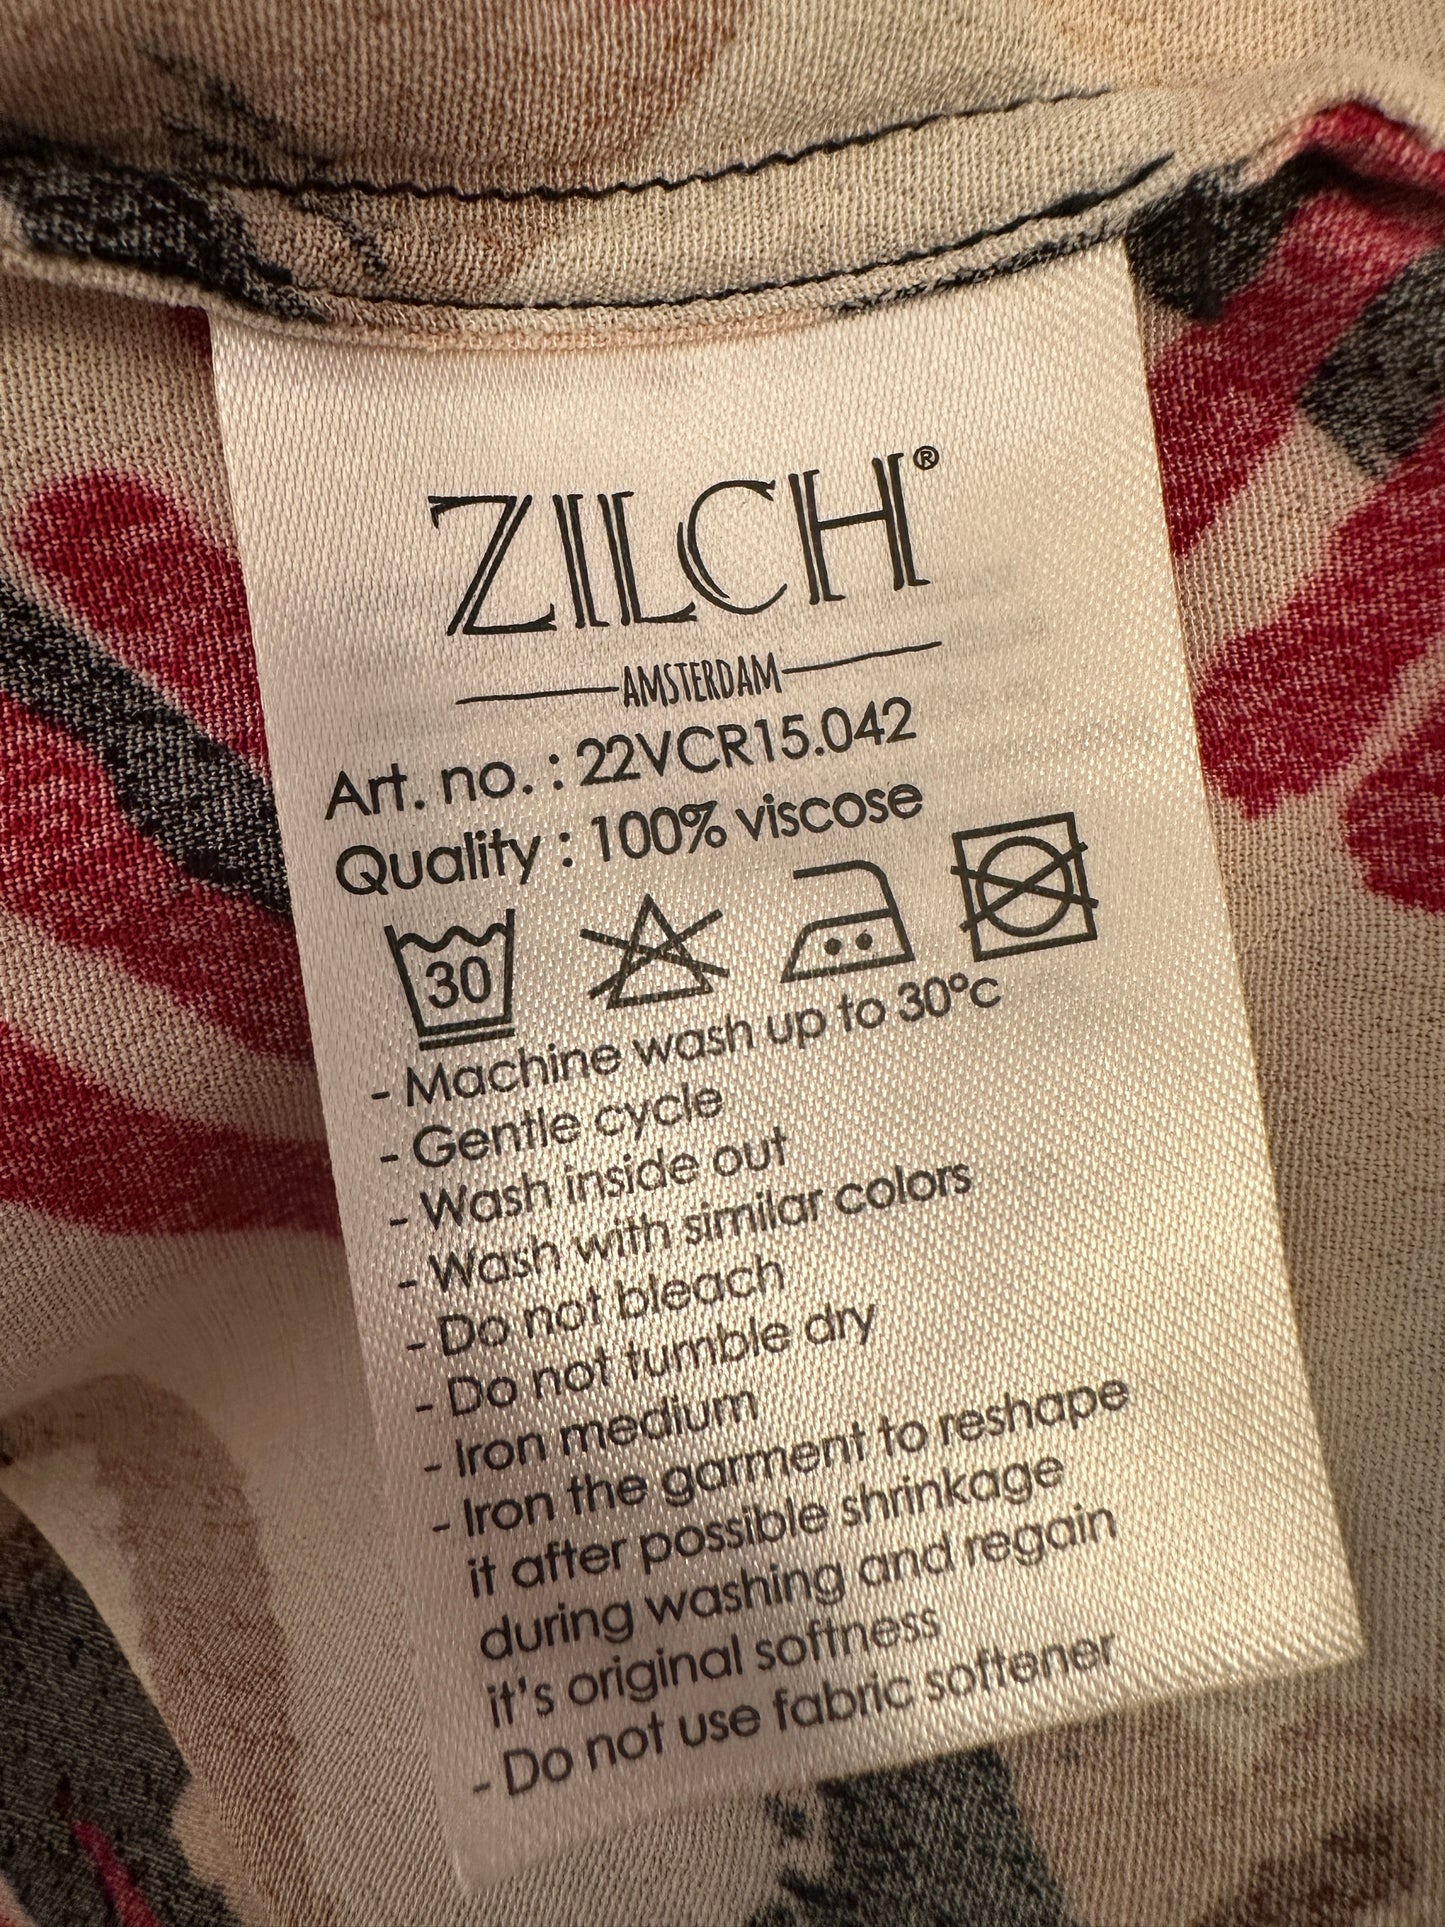 ZILCH®
AMSTERDAM
Art. no. : 22VCR15.042
Quality : 100% viscose
30
- Machine wash up to 30°c
- Gentle cycle
- Wash inside out
- Wash with similar colors
- Do not bleach
- Do not tumble dry
- Iron medium
- Iron the garment to reshape
it after possible shrinkage
during washing and regain
it's original softness
- Do not use fabric softener